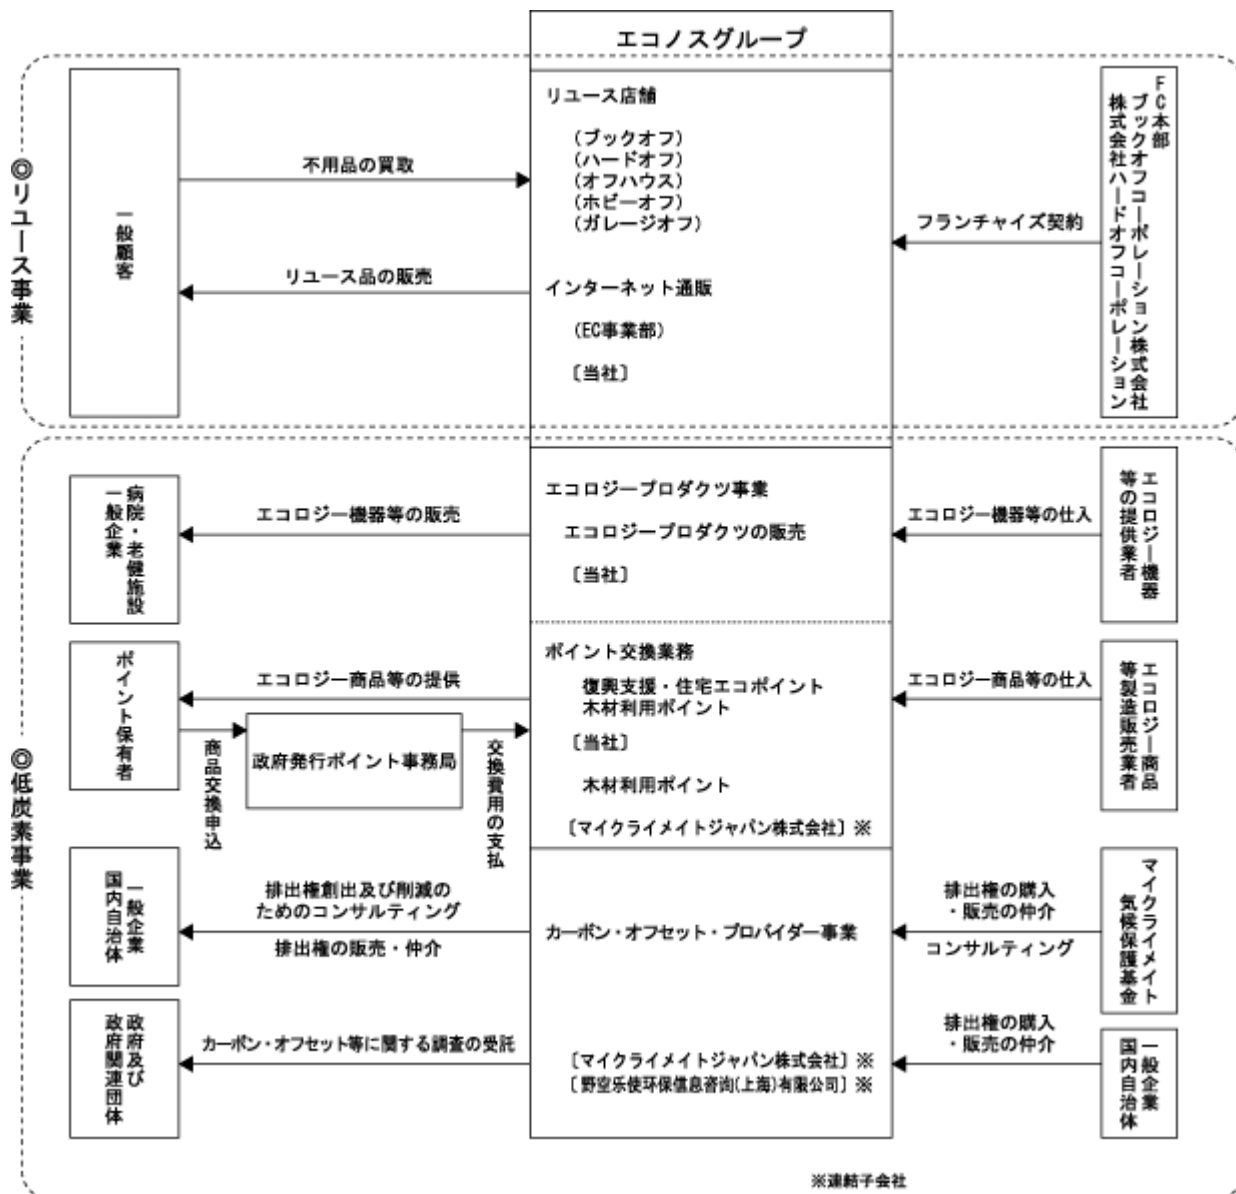 エコノスグループ
◎リユース事業
一般顧客
不用品の買取
リユース品の販売
リユース店舗
(ブックオフ)
(ハードオフ)
(オフハウス)
(ホビーオフ)
(ガレージオフ)
インターネット通販
(EC事業部)
〔当社〕
フランチャイズ契約
FC本部
ブックオフコーポレーション株式会社
株式会社ハードオフコーポレーション
◎低炭素事業
病院・老健施設
一般企業
エコロジー機器等の販売
エコロジープロダクツ事業
エコロジープロダクツの販売
〔当社〕
エコロジー機器等の仕入
エコロジー機器
等の提供業者
ポイント保有者
エコロジー商品等の提供
商品交換申込
政府発行ポイント事務局
交換費用の支払
ポイント交換業務
復興支援・住宅エコポイント
木材利用ポイント
〔当社〕
木材利用ポイント
〔マイクライメイトジャパン株式会社〕※
エコロジー商品等の仕入
エコロジー商品
等製造販売業者
一般企業
国内自治体
排出権創出及び削減の
ためのコンサルティング
排出権の販売・仲介
カーボン・オフセット・プロバイダー事業
排出権の購入
・販売の仲介
コンサルティング
マイクライメイト
気候保護基金
政府及び
政府関連団体
カーボン・オフセット等に関する調査の受託
〔マイクライメイトジャパン株式会社〕※
〔野空乐使环保信息咨询(上海)有限公司〕※
排出権の購入
・販売の仲介
一般企業
国内自治体
※連結子会社